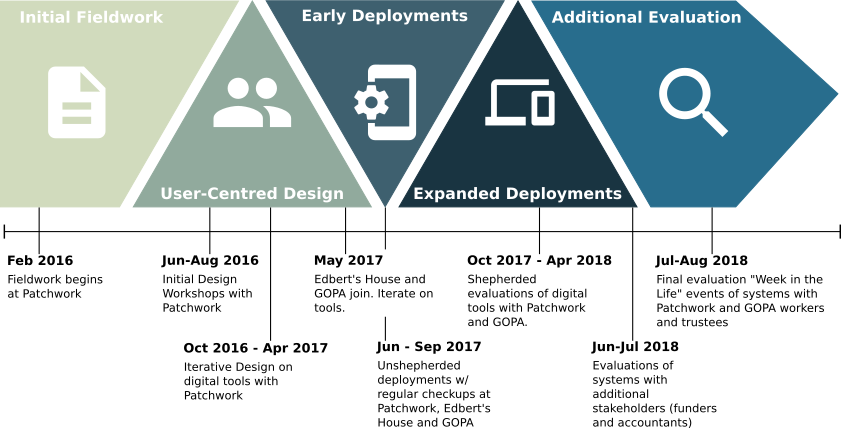 Initial Fieldwork
Early Deployments
Additional Evaluation
User-Centred Design
Expanded Deployments
Feb 2016
Fieldwork begins
at Patchwork
Jun-Aug 2016
Initial Design
Workshops with
Patchwork
Oct 2016 - Apr 2017
Iterative Design on
digital tools with
Patchwork
May 2017
Edbert's House and
GOPA join. Iterate on
tools.
Jun - Sep 2017
Unshepherded
deployments w/
regular checkups at
Patchwork, Edbert's
House and GOPA
Oct 2017 - Apr 2018
Shepherded
evaluations of digital
tools with Patchwork
and GOPA.
Jun-Jul 2018
Evaluations of
systems with
additional
stakeholders (funders
and accountants)
Jul-Aug 2018
Final evaluation "Week in the
Life" events of systems with
Patchwork and GOPA workers
and trustees